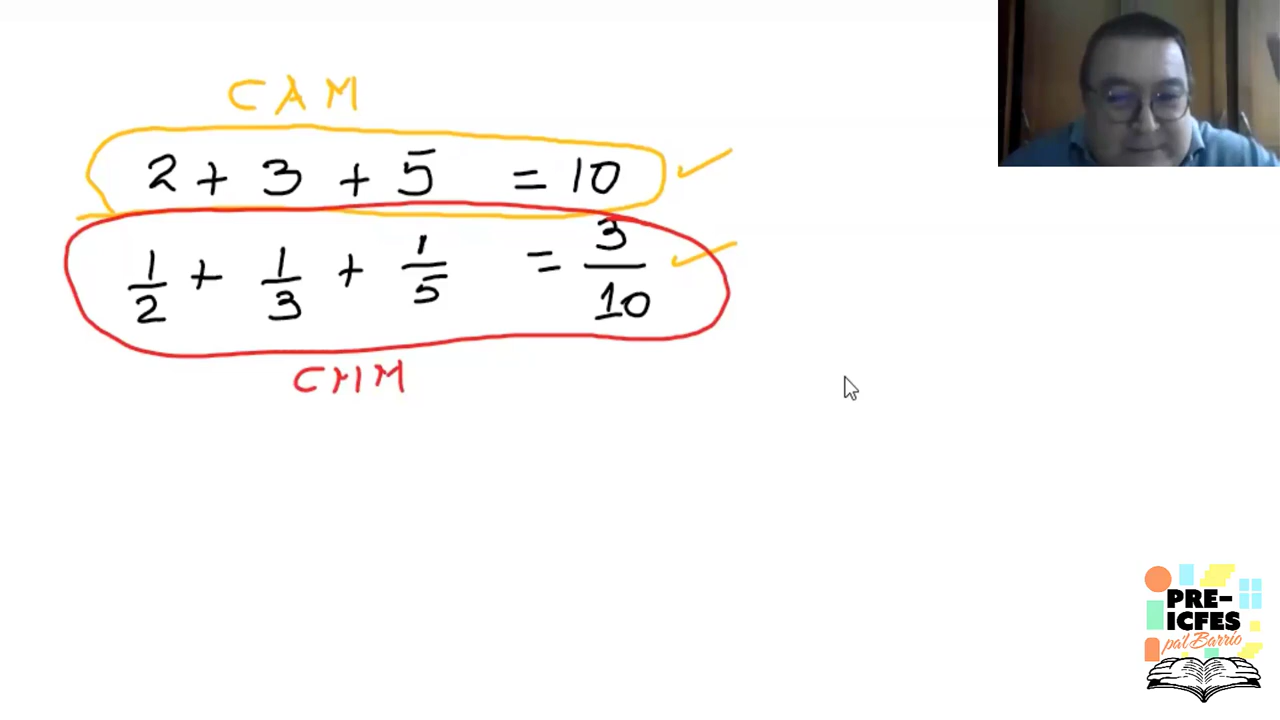 CAM
2 + 3 + 5 = 10 ✓
1/2 + 1/3 + 1/5 = 3/10 ✓
CMM
PRE-
ICFES
pa'l Barrio